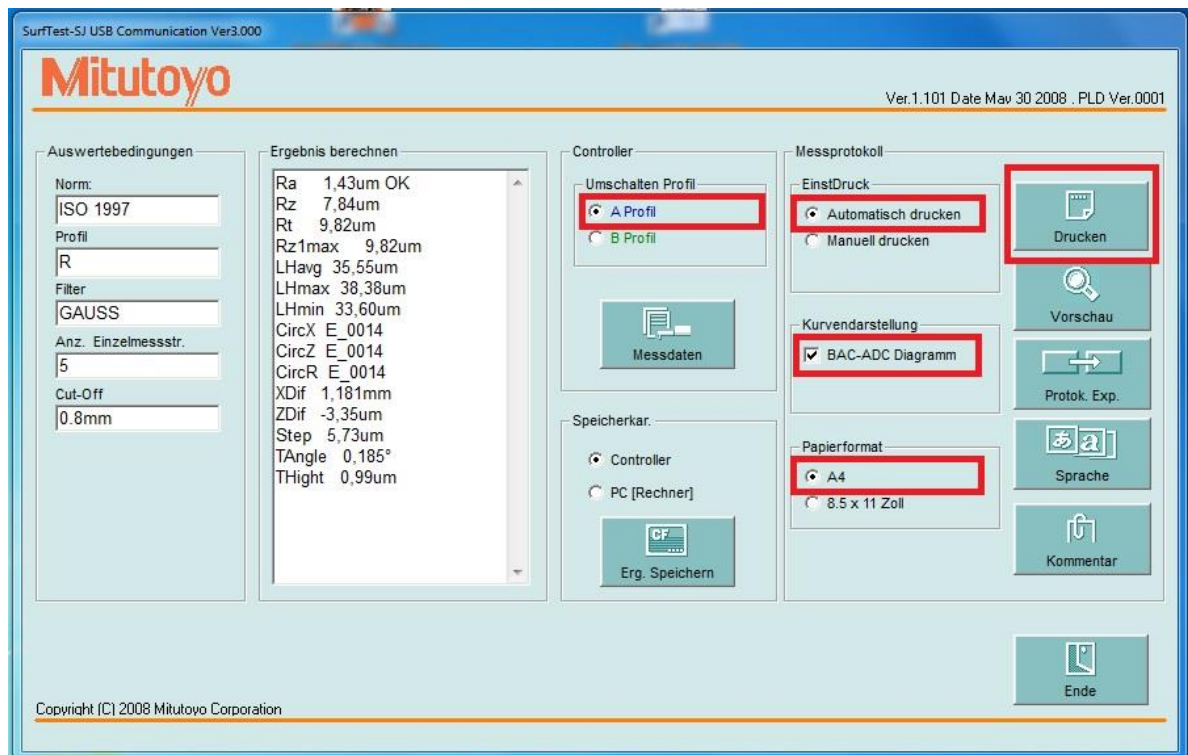 SurfTest-SJ USB Communication Ver3.000
Mitutoyo
Ver.1.101 Date May 30 2008 . PLD Ver.0001
Auswertebedingungen
Norm:
ISO 1997
Profil
R
Filter
GAUSS
Anz. Einzelmessstr.
5
Cut-Off
0.8mm
Ergebnis berechnen
Ra 1,43um OK
Rz 7,84um
Rt 9,82um
Rz1max 9,82um
LHavg 35,55um
LHmax 38,38um
LHmin 33,60um
CircX E_0014
CircZ E_0014
CircR E_0014
XDif 1,181mm
ZDif -3,35um
Step 5,73um
TAngle 0,185°
THight 0,99um
Controller
Umschalten Profil
A Profil
B Profil
Messdaten
Speicherkar.
Controller
PC [Rechner]
CF
Erg. Speichern
Messprotokoll
EinstDruck
Automatisch drucken
Manuell drucken
Kurvendarstellung
BAC-ADC Diagramm
Papierformat
A4
8.5 x 11 Zoll
Drucken
Vorschau
Protok. Exp.
あ a
Sprache
Kommentar
Ende
Copyright (C) 2008 Mitutoyo Corporation